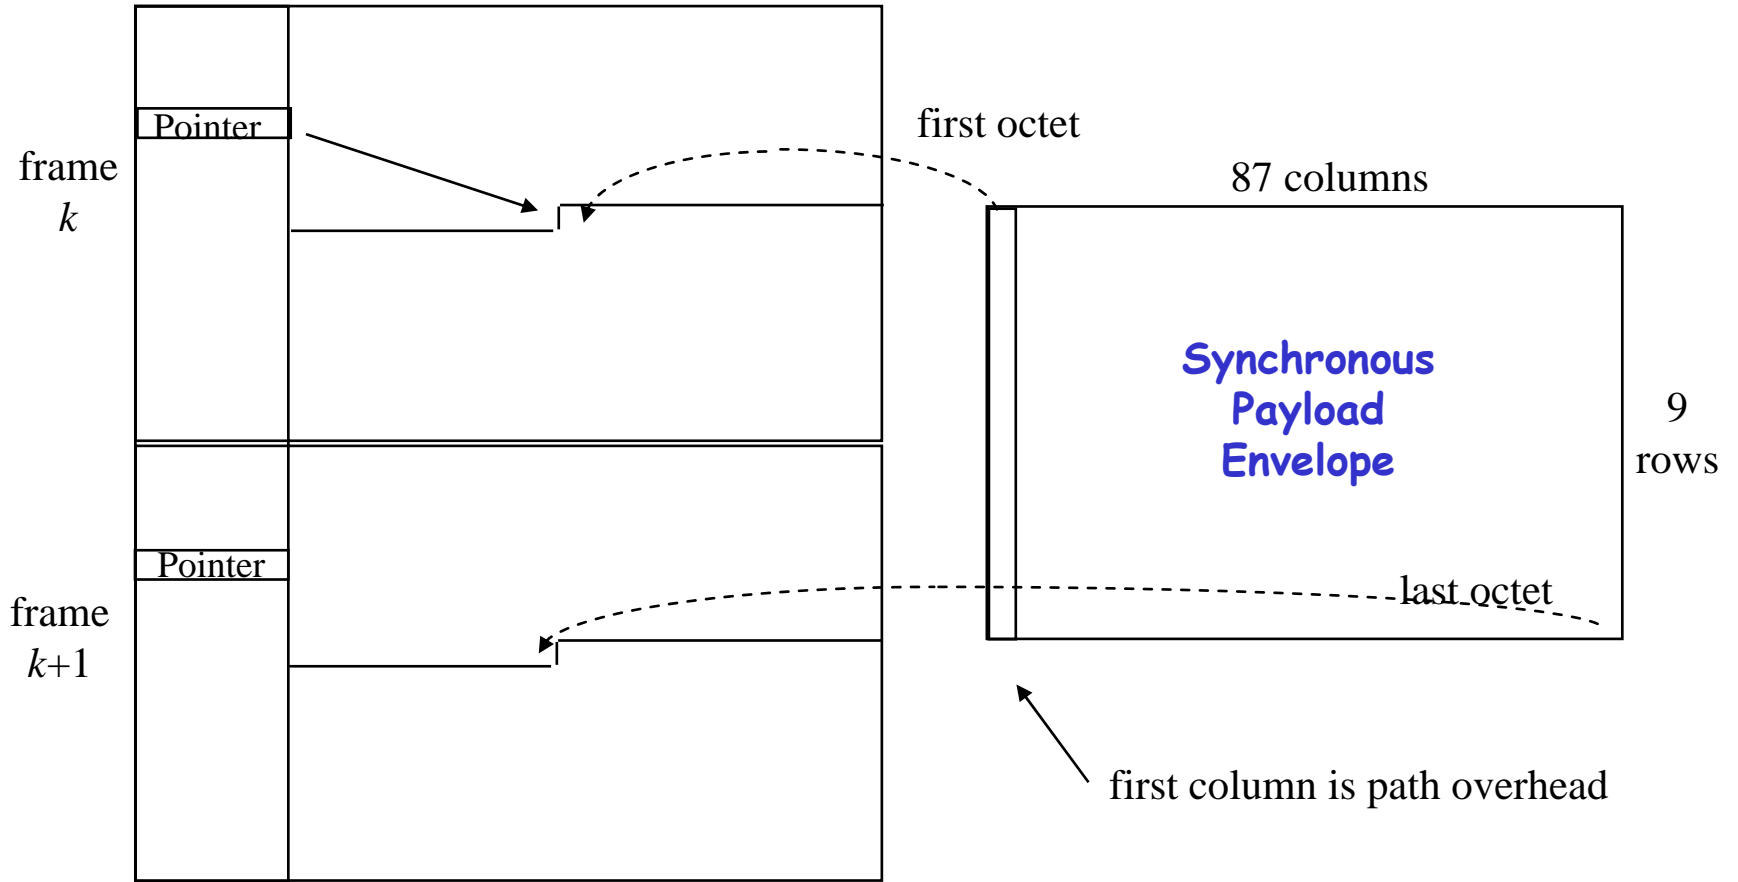 Pointer
first octet
frame
k
87 columns
Synchronous
Payload
Envelope
9
rows
Pointer
last octet
frame
k+1
first column is path overhead